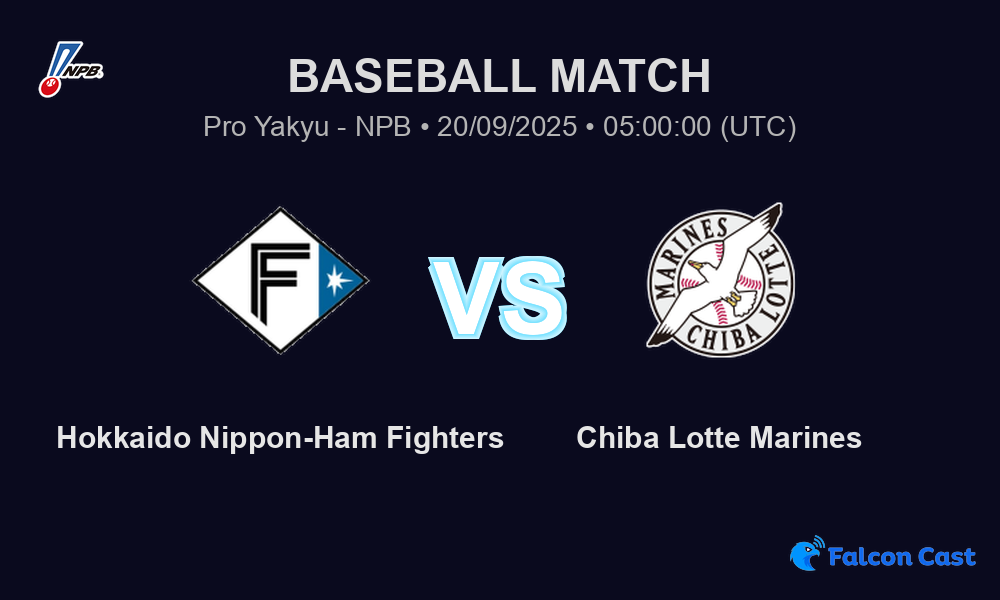 NPB
BASEBALL MATCH
Pro Yakyu - NPB • 20/09/2025 • 05:00:00 (UTC)
F
VS
MARINES
CHIBA LOTTE
Hokkaido Nippon-Ham Fighters
Chiba Lotte Marines
Falcon Cast